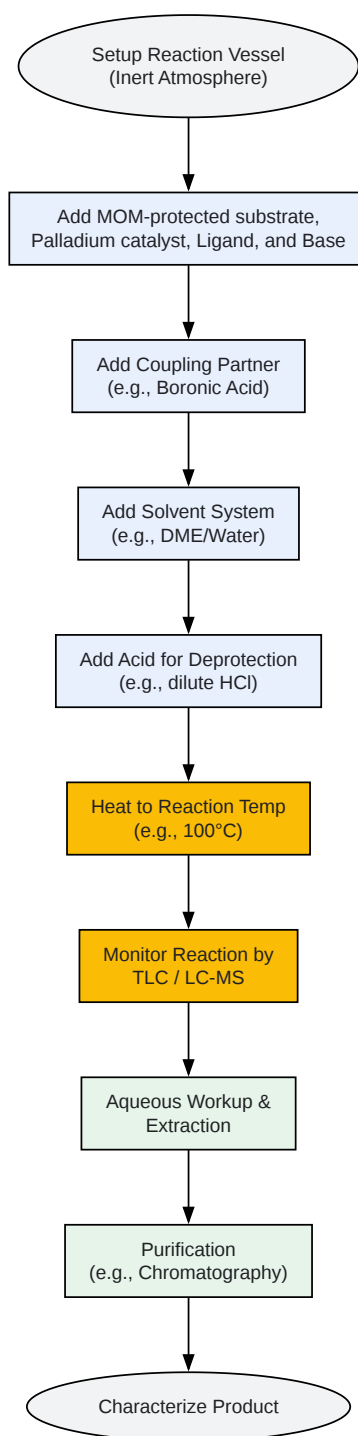 Setup Reaction Vessel
(Inert Atmosphere)
Add MOM-protected substrate,
Palladium catalyst, Ligand, and Base
Add Coupling Partner
(e.g., Boronic Acid)
Add Solvent System
(e.g., DME/Water)
Add Acid for Deprotection
(e.g., dilute HCl)
Heat to Reaction Temp
(e.g., 100°C)
Monitor Reaction by
TLC / LC-MS
Aqueous Workup &
Extraction
Purification
(e.g., Chromatography)
Characterize Product